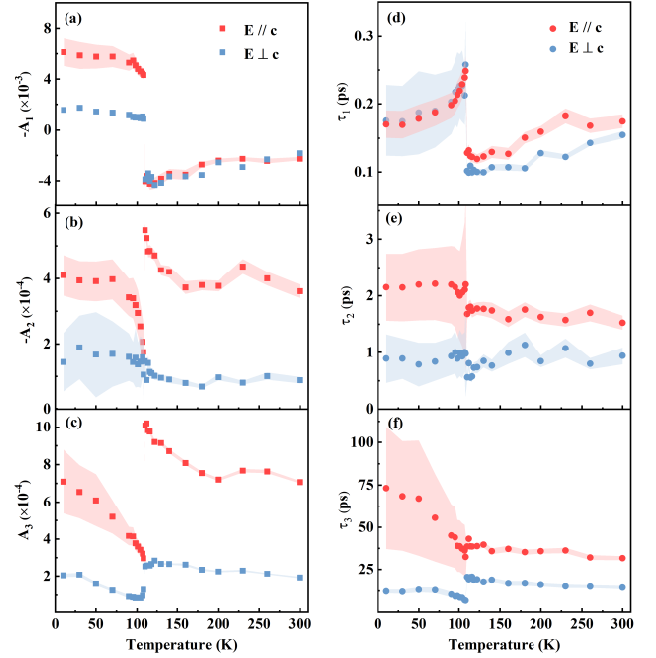 (a)
E // c
E ⊥ c
8
4
0
-4
-A₁ (×10⁻³)
(b)
6
4
2
0
-A₂ (×10⁻⁴)
(c)
10
8
6
4
2
A₃ (×10⁻⁴)
0 50 100 150 200 250 300
Temperature (K)
(d)
E // c
E ⊥ c
0.3
0.2
0.1
τ₁ (ps)
(e)
3
2
1
0
τ₂ (ps)
(f)
100
75
50
25
τ₃ (ps)
0 50 100 150 200 250 300
Temperature (K)